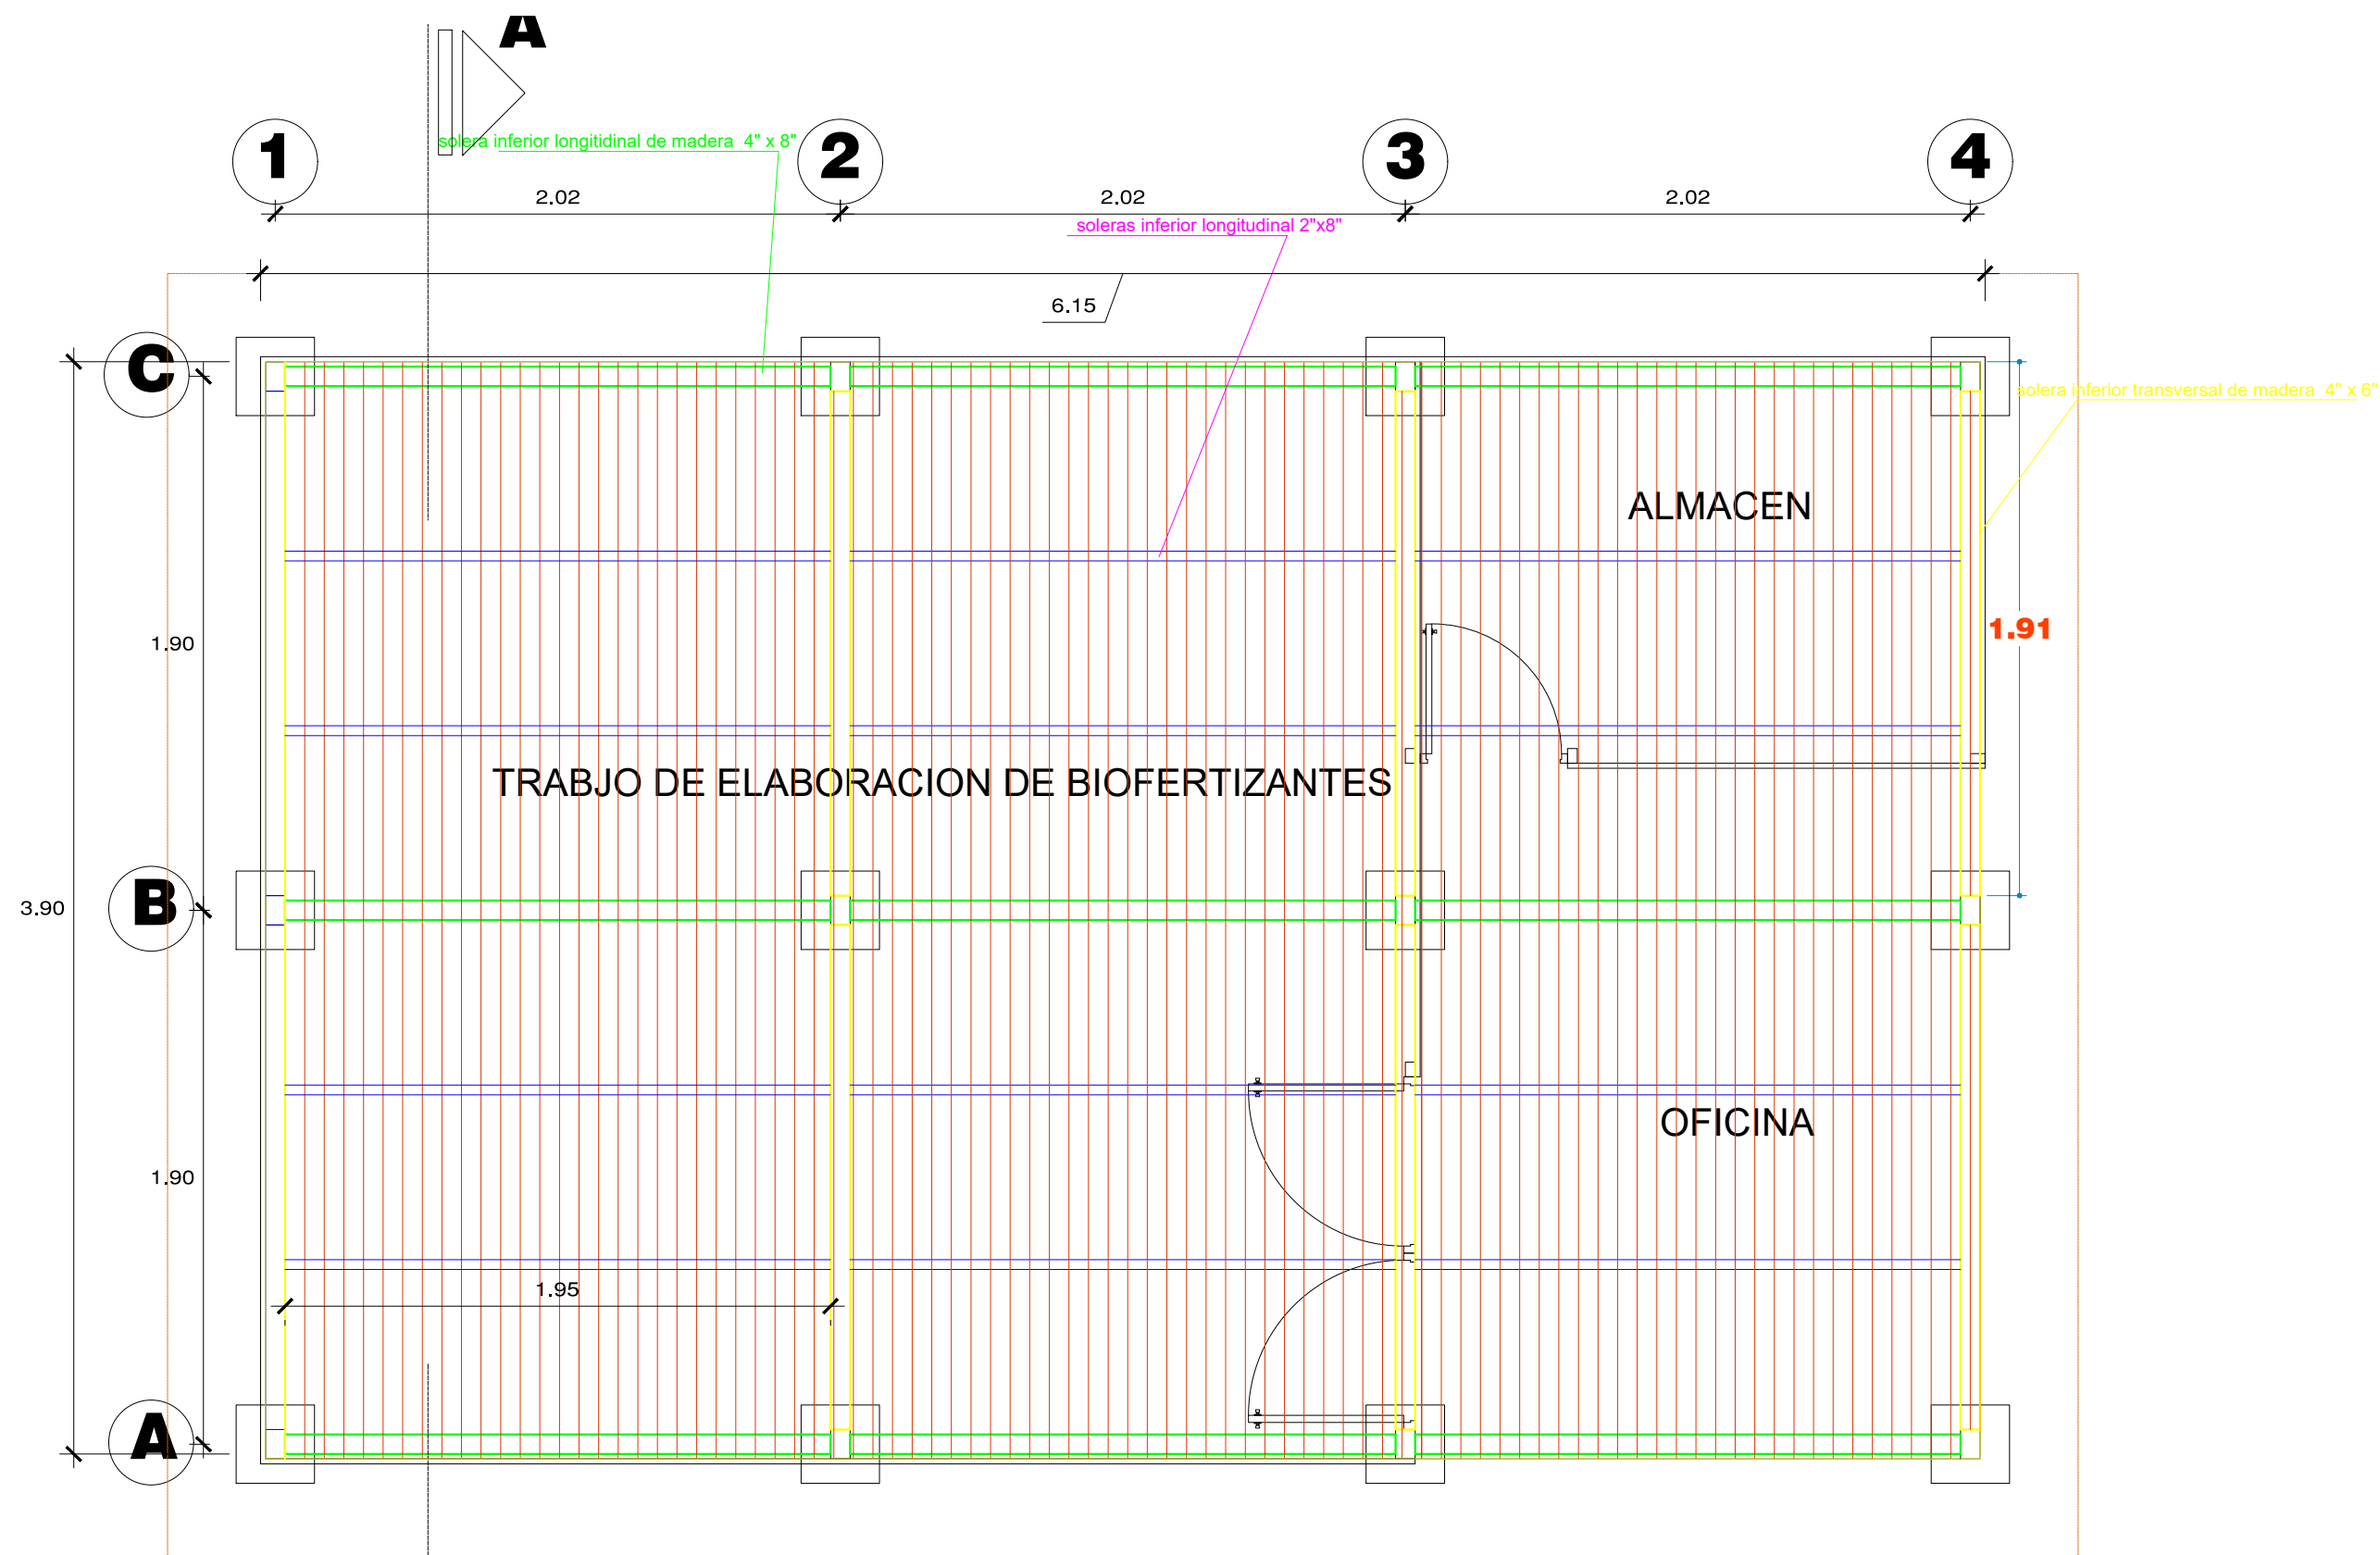 A
solera inferior longitidinal de madera 4" x 8"
1
2
3
4
2.02
2.02
2.02
soleras inferior longitudinal 2"x8"
6.15
C
solera inferior transversal de madera 4" x 6"
ALMACEN
1.91
1.90
TRABJO DE ELABORACION DE BIOFERTIZANTES
B
3.90
OFICINA
1.90
1.95
A